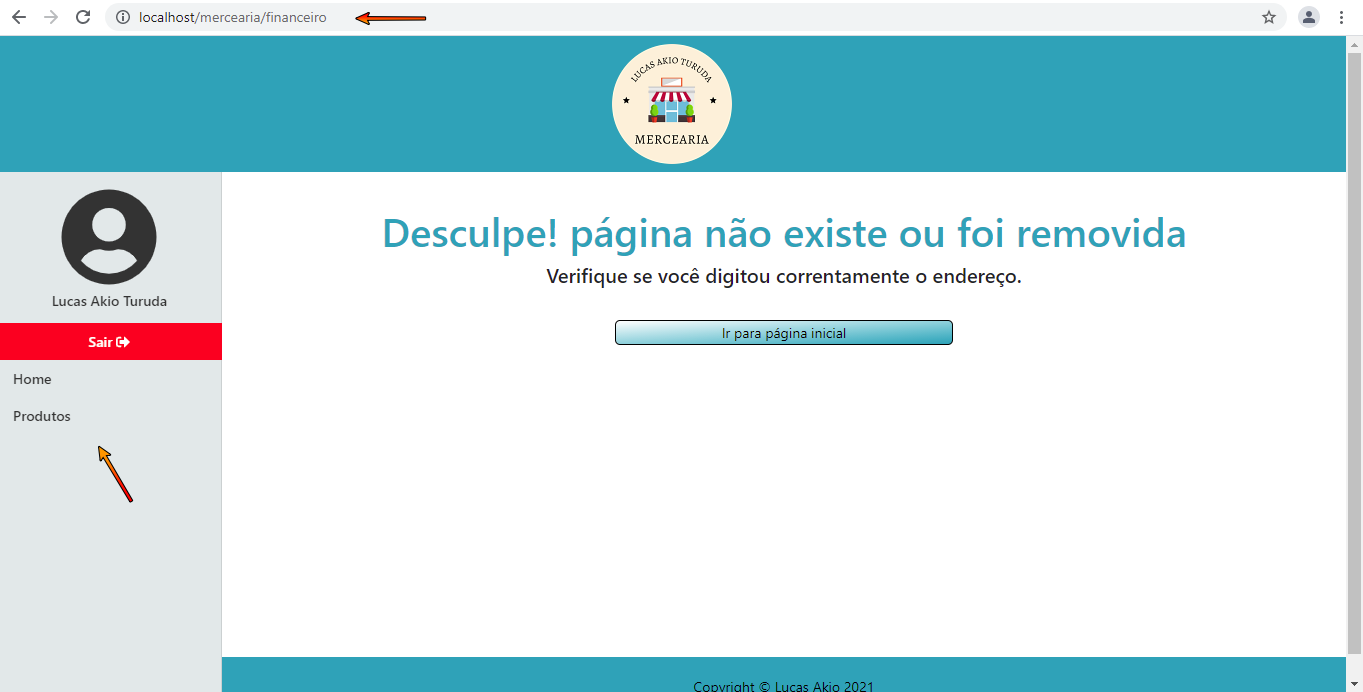 localhost/mercearia/financeiro
LUCAS AKIO TURUDA
MERCEARIA
Lucas Akio Turuda
Sair
Home
Produtos
Desculpe! página não existe ou foi removida
Verifique se você digitou correntamente o endereço.
Ir para página inicial
Copyright © Lucas Akio 2021